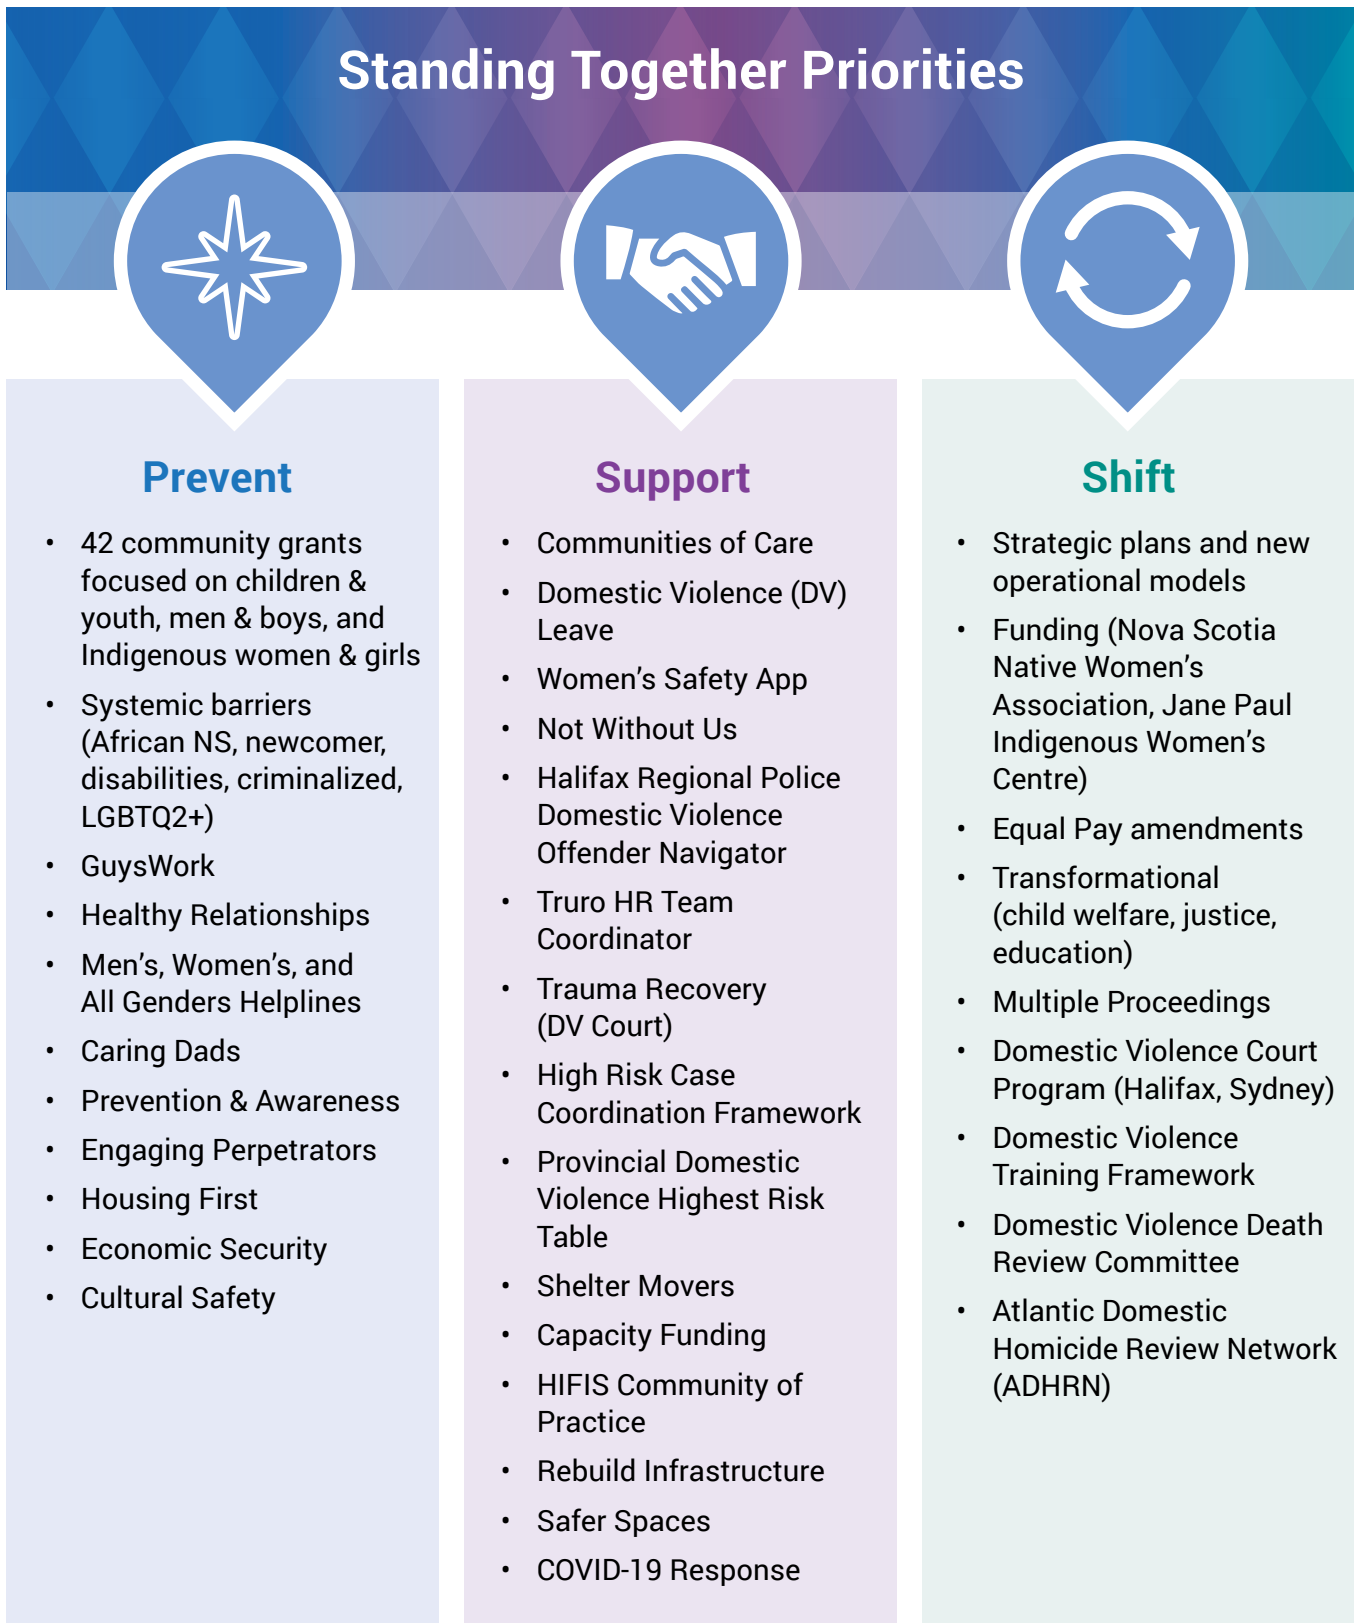 Standing Together Priorities
Prevent
• 42 community grants
focused on children &
youth, men & boys, and
Indigenous women & girls
• Systemic barriers
(African NS, newcomer,
disabilities, criminalized,
LGBTQ2+)
• GuysWork
• Healthy Relationships
• Men’s, Women’s, and
All Genders Helplines
• Caring Dads
• Prevention & Awareness
• Engaging Perpetrators
• Housing First
• Economic Security
• Cultural Safety
Support
• Communities of Care
• Domestic Violence (DV)
Leave
• Women’s Safety App
• Not Without Us
• Halifax Regional Police
Domestic Violence
Offender Navigator
• Truro HR Team
Coordinator
• Trauma Recovery
(DV Court)
• High Risk Case
Coordination Framework
• Provincial Domestic
Violence Highest Risk
Table
• Shelter Movers
• Capacity Funding
• HIFIS Community of
Practice
• Rebuild Infrastructure
• Safer Spaces
• COVID-19 Response
Shift
• Strategic plans and new
operational models
• Funding (Nova Scotia
Native Women’s
Association, Jane Paul
Indigenous Women’s
Centre)
• Equal Pay amendments
• Transformational
(child welfare, justice,
education)
• Multiple Proceedings
• Domestic Violence Court
Program (Halifax, Sydney)
• Domestic Violence
Training Framework
• Domestic Violence Death
Review Committee
• Atlantic Domestic
Homicide Review Network
(ADHRN)